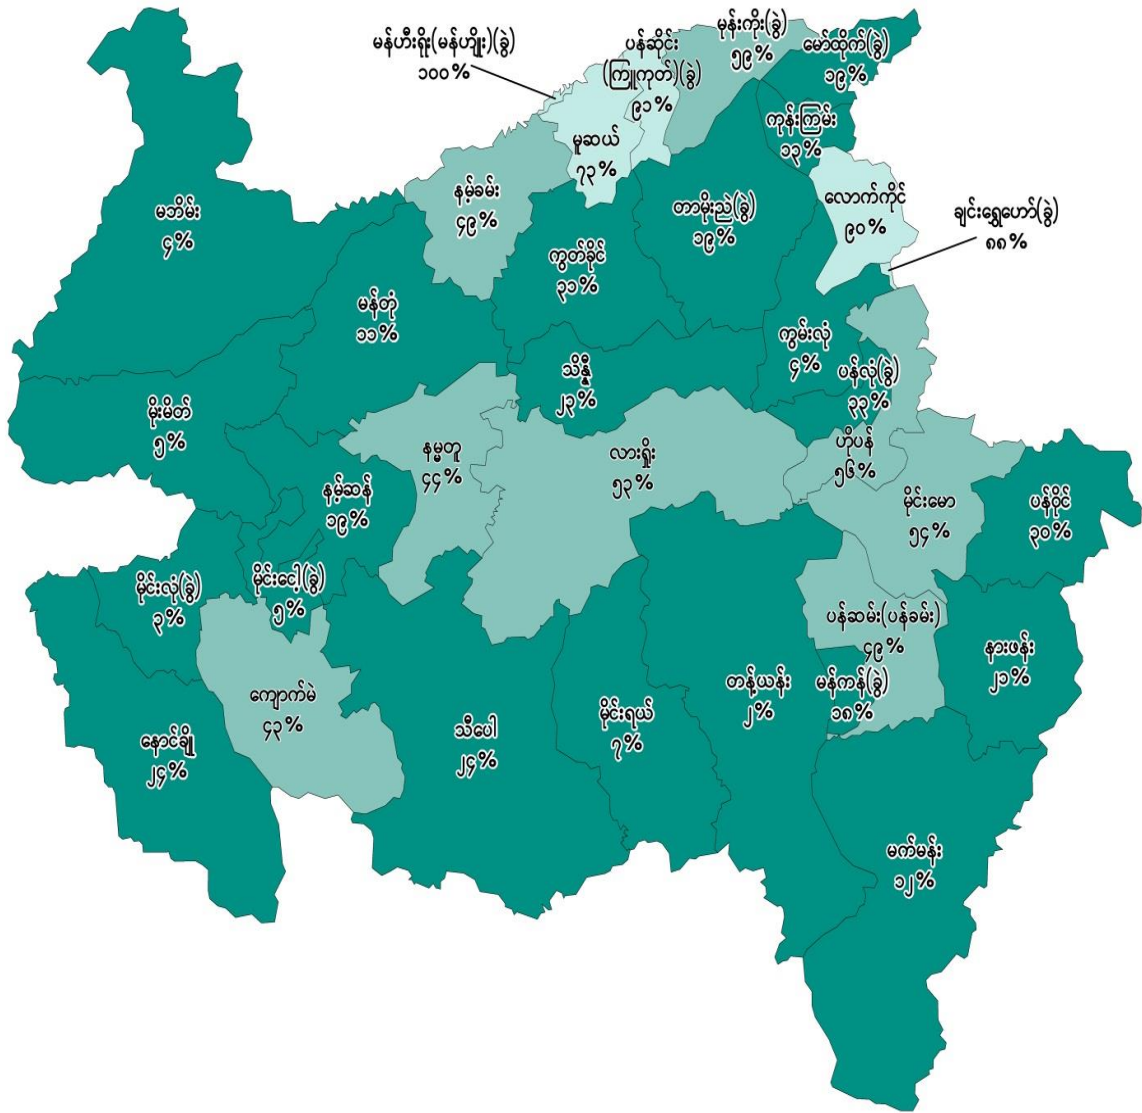 မန်ဟီးရိုး(မန်ဟျိုး)(ခွဲ)
၁၀၀%
ပန်ဆိုင်း
(ကြူကုတ်)(ခွဲ)
၉၁%
မုန်းကိုး(ခွဲ)
၅၉%
မော်ထိုက်(ခွဲ)
၁၉%
ကုန်းကြမ်း
၁၃%
မူဆယ်
၇၃%
နမ့်ခမ်း
၄၉%
မဘိမ်း
၄%
တာမိုးညဲ(ခွဲ)
၁၉%
လောက်ကိုင်
၉၀%
ချင်းရွှေဟော်(ခွဲ)
၈၈%
ကွတ်ခိုင်
၃၁%
မန်တုံ
၁၁%
ကွမ်းလုံ
၄%
သိန္နီ
၂၃%
ပန်လုံ(ခွဲ)
၃၃%
မိုးမိတ်
၅%
နမ္မတူ
၄၄%
လားရှိုး
၅၃%
ဟိုပန်
၅၆%
နမ့်ဆန်
၁၉%
မိုင်းမော
၅၄%
ပန်ဝိုင်
၃၀%
မိုင်းလုံ(ခွဲ)
၃%
မိုင်းငေါ့(ခွဲ)
၅%
ပန်ဆမ်း(ပန်ခမ်း)
၄၉%
နားဖန်း
၂၁%
ကျောက်မဲ
၄၃%
တန့်ယန်း
၂%
မန်ကန်(ခွဲ)
၁၈%
နောင်ချို
၂၄%
သီပေါ
၂၄%
မိုင်းရယ်
၇%
မက်မန်း
၁၂%